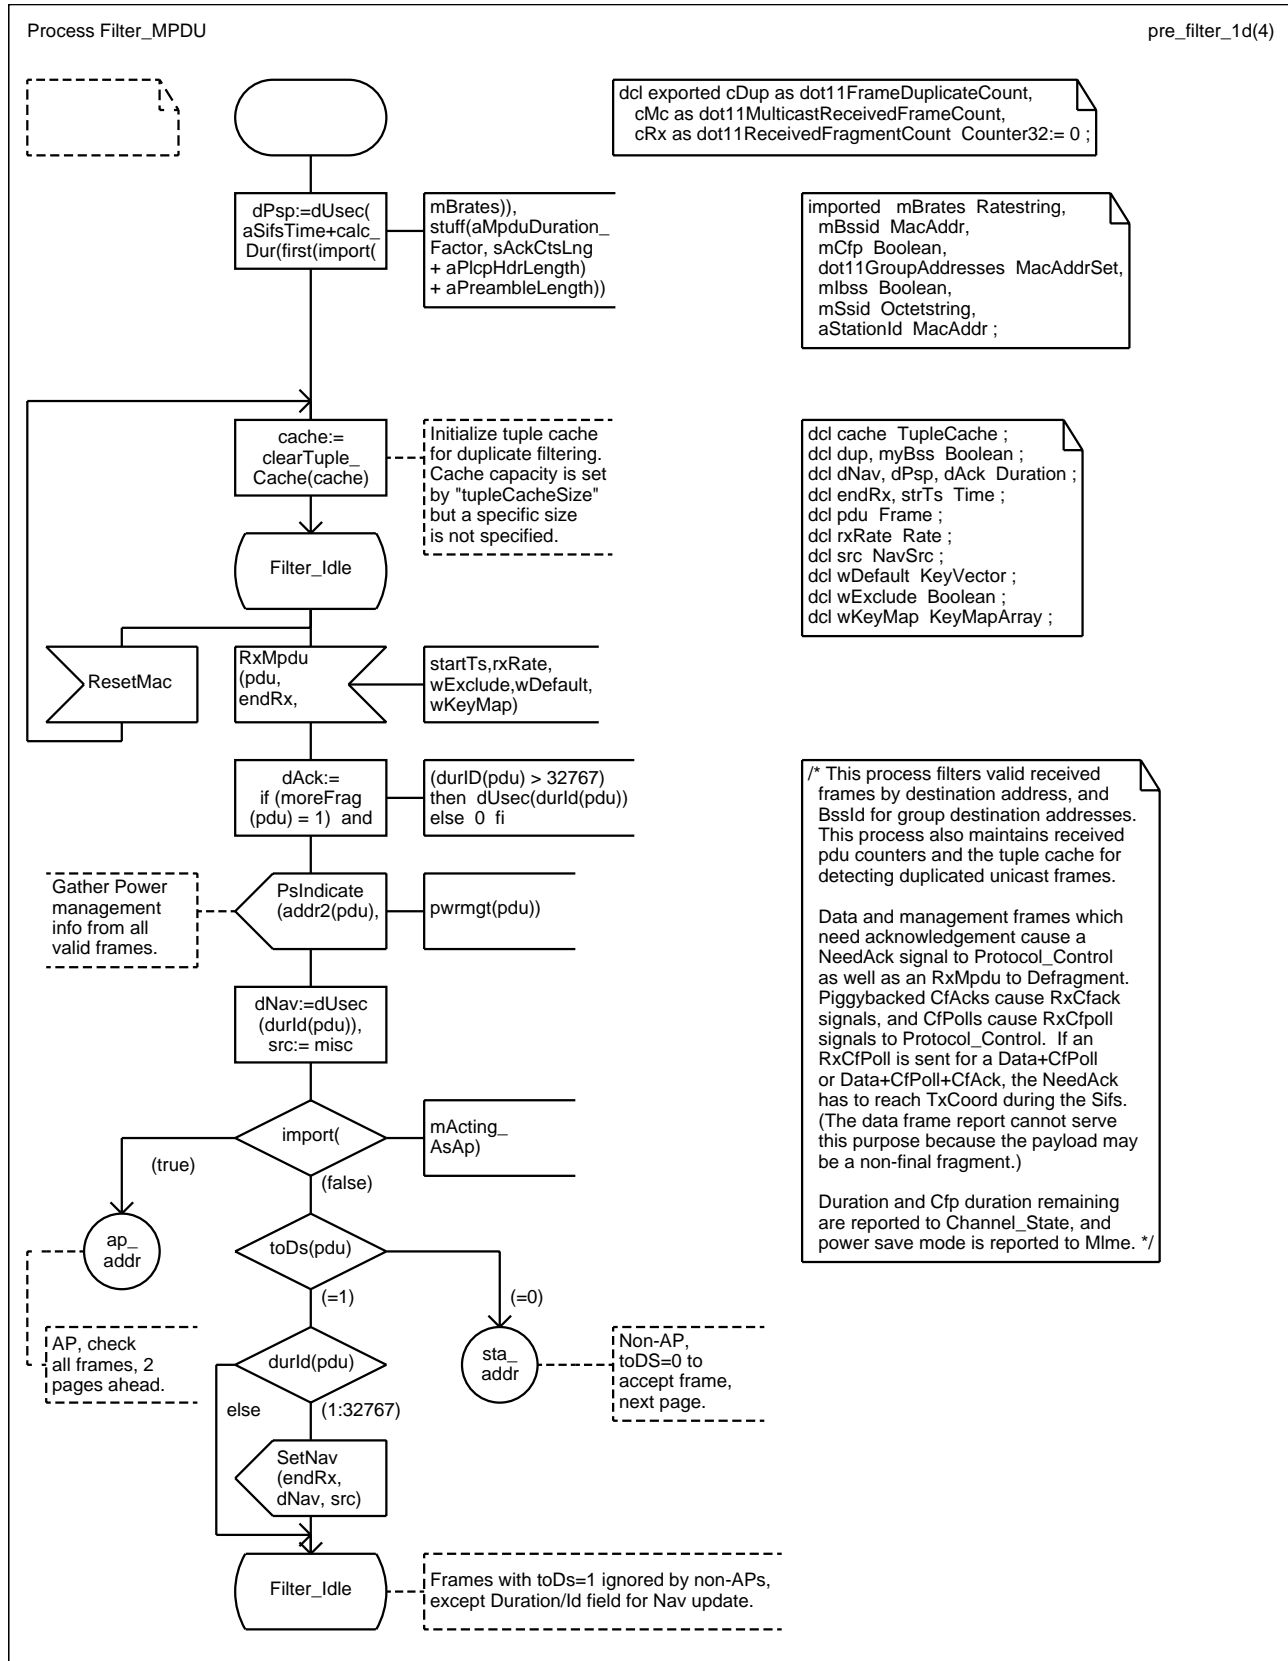 Process Filter_MPDU
pre_filter_1d(4)
dcl exported cDup as dot11FrameDuplicateCount,
cMc as dot11MulticastReceivedFrameCount,
cRx as dot11ReceivedFragmentCount Counter32:= 0 ;
dPsp:=dUsec(
aSifsTime+calc_
Dur(first(import(
mBrates)),
stuff(aMpduDuration_
Factor, sAckCtsLng
+ aPlcpHdrLength)
+ aPreambleLength))
imported mBrates Ratestring,
mBssid MacAddr,
mCfp Boolean,
dot11GroupAddresses MacAddrSet,
mIbss Boolean,
mSsid Octetstring,
aStationId MacAddr ;
cache:=
clearTuple_
Cache(cache)
Initialize tuple cache
for duplicate filtering.
Cache capacity is set
by "tupleCacheSize"
but a specific size
is not specified.
dcl cache TupleCache ;
dcl dup, myBss Boolean ;
dcl dNav, dPsp, dAck Duration ;
dcl endRx, strTs Time ;
dcl pdu Frame ;
dcl rxRate Rate ;
dcl src NavSrc ;
dcl wDefault KeyVector ;
dcl wExclude Boolean ;
dcl wKeyMap KeyMapArray ;
Filter_Idle
ResetMac
RxMpdu
(pdu,
endRx,
startTs,rxRate,
wExclude,wDefault,
wKeyMap)
dAck:=
if (moreFrag
(pdu) = 1) and
(durID(pdu) > 32767)
then dUsec(durId(pdu))
else 0 fi
/* This process filters valid received
frames by destination address, and
BssId for group destination addresses.
This process also maintains received
pdu counters and the tuple cache for
detecting duplicated unicast frames.
Data and management frames which
need acknowledgement cause a
NeedAck signal to Protocol_Control
as well as an RxMpdu to Defragment.
Piggybacked CfAcks cause RxCfack
signals, and CfPolls cause RxCfpoll
signals to Protocol_Control. If an
RxCfPoll is sent for a Data+CfPoll
or Data+CfPoll+CfAck, the NeedAck
has to reach TxCoord during the Sifs.
(The data frame report cannot serve
this purpose because the payload may
be a non-final fragment.)
Duration and Cfp duration remaining
are reported to Channel_State, and
power save mode is reported to Mlme. */
Gather Power
management
info from all
valid frames.
PsIndicate
(addr2(pdu),
pwrmgt(pdu))
dNav:=dUsec
(durId(pdu)),
src:= misc
import(
mActing_
AsAp)
(true)
(false)
ap_
addr
toDs(pdu)
(=1)
(=0)
AP, check
all frames, 2
pages ahead.
durId(pdu)
sta_
addr
Non-AP,
toDS=0 to
accept frame,
next page.
else
(1:32767)
SetNav
(endRx,
dNav, src)
Filter_Idle
Frames with toDs=1 ignored by non-APs,
except Duration/Id field for Nav update.